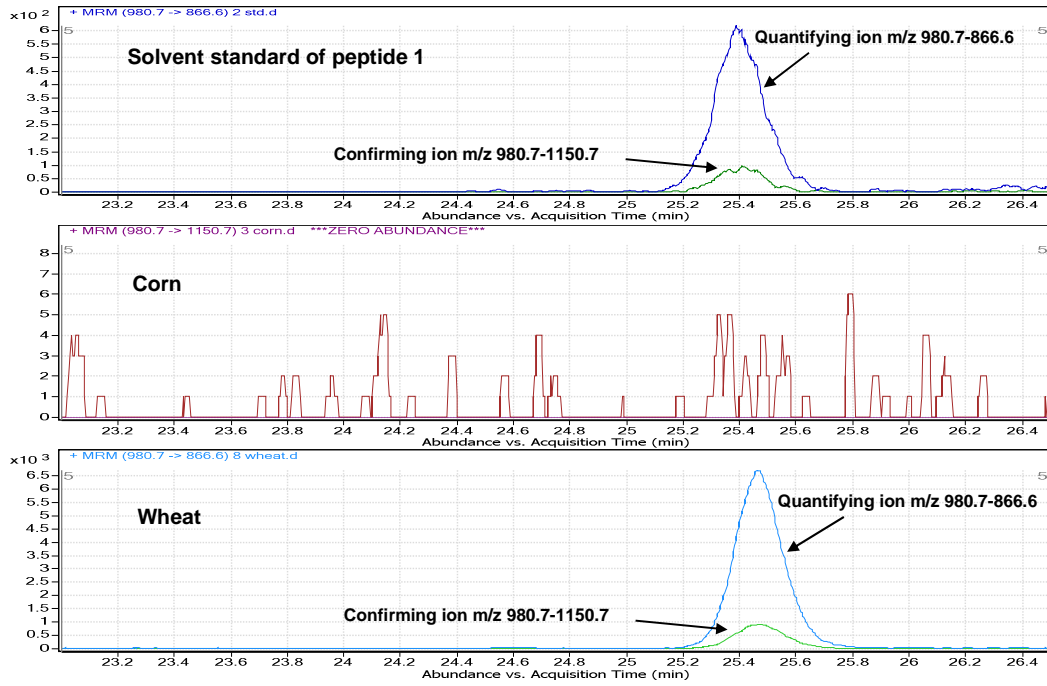 x10 2
+ MRM (980.7 -> 866.6) 2 std.d
5
5
6
5.5
5
4.5
4
3.5
3
2.5
2
1.5
1
0.5
0
Solvent standard of peptide 1
Quantifying ion m/z 980.7-866.6
Confirming ion m/z 980.7-1150.7
23.2 23.4 23.6 23.8 24 24.2 24.4 24.6 24.8 25 25.2 25.4 25.6 25.8 26 26.2 26.4
Abundance vs. Acquisition Time (min)
+ MRM (980.7 -> 1150.7) 3 corn.d ***ZERO ABUNDANCE***
5
5
8
7
6
5
4
3
2
1
0
Corn
23.2 23.4 23.6 23.8 24 24.2 24.4 24.6 24.8 25 25.2 25.4 25.6 25.8 26 26.2 26.4
Abundance vs. Acquisition Time (min)
x10 3
+ MRM (980.7 -> 866.6) 8 wheat.d
5
5
6.5
6
5.5
5
4.5
4
3.5
3
2.5
2
1.5
1
0.5
0
Wheat
Quantifying ion m/z 980.7-866.6
Confirming ion m/z 980.7-1150.7
23.2 23.4 23.6 23.8 24 24.2 24.4 24.6 24.8 25 25.2 25.4 25.6 25.8 26 26.2 26.4
Abundance vs. Acquisition Time (min)